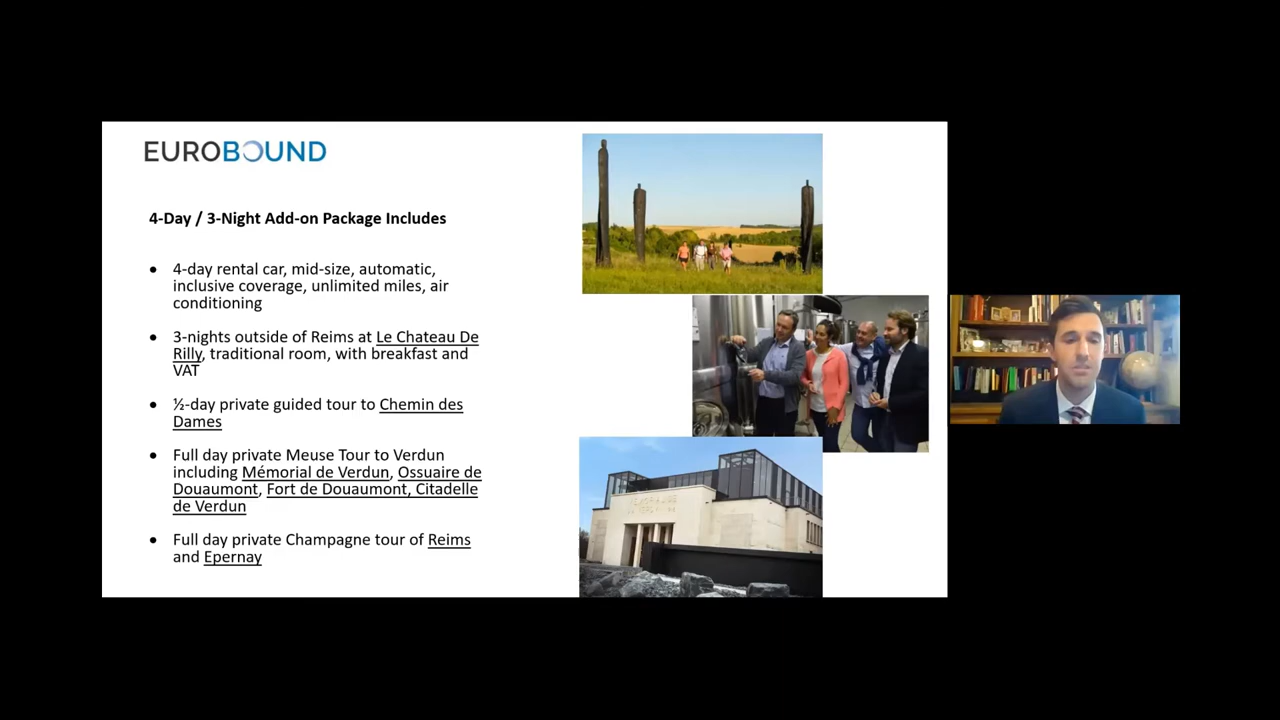 EUROBOUND
4-Day / 3-Night Add-on Package Includes
● 4-day rental car, mid-size, automatic,
inclusive coverage, unlimited miles, air
conditioning
● 3-nights outside of Reims at Le Chateau De
Rilly, traditional room, with breakfast and
VAT
● ½-day private guided tour to Chemin des
Dames
● Full day private Meuse Tour to Verdun
including Mémorial de Verdun, Ossuaire de
Douaumont, Fort de Douaumont, Citadelle
de Verdun
● Full day private Champagne tour of Reims
and Epernay